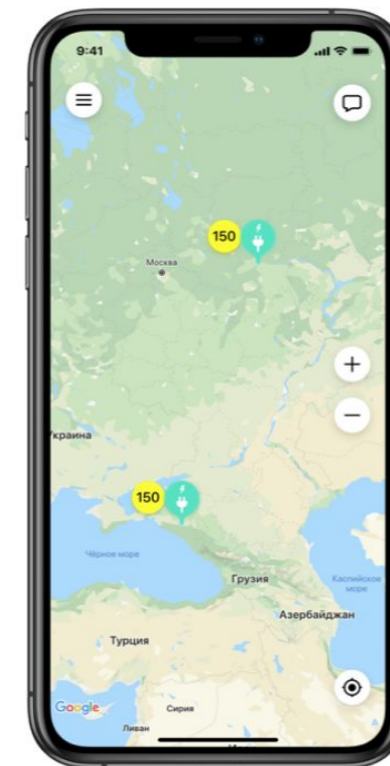 9:41
150
Москва
Украина
150
Чёрное море
Грузия
Каспийское
море
Азербайджан
Турция
Google
Сирия
Ливан